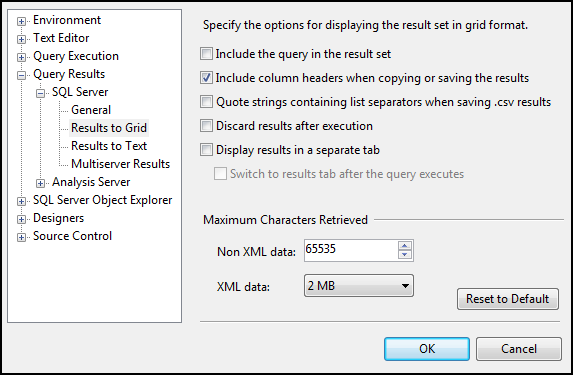 Environment
Text Editor
Query Execution
Query Results
SQL Server
General
Results to Grid
Results to Text
Multiserver Results
Analysis Server
SQL Server Object Explorer
Designers
Source Control
Specify the options for displaying the result set in grid format.
Include the query in the result set
Include column headers when copying or saving the results
Quote strings containing list separators when saving .csv results
Discard results after execution
Display results in a separate tab
Switch to results tab after the query executes
Maximum Characters Retrieved
Non XML data: 65535
XML data: 2 MB
Reset to Default
OK Cancel